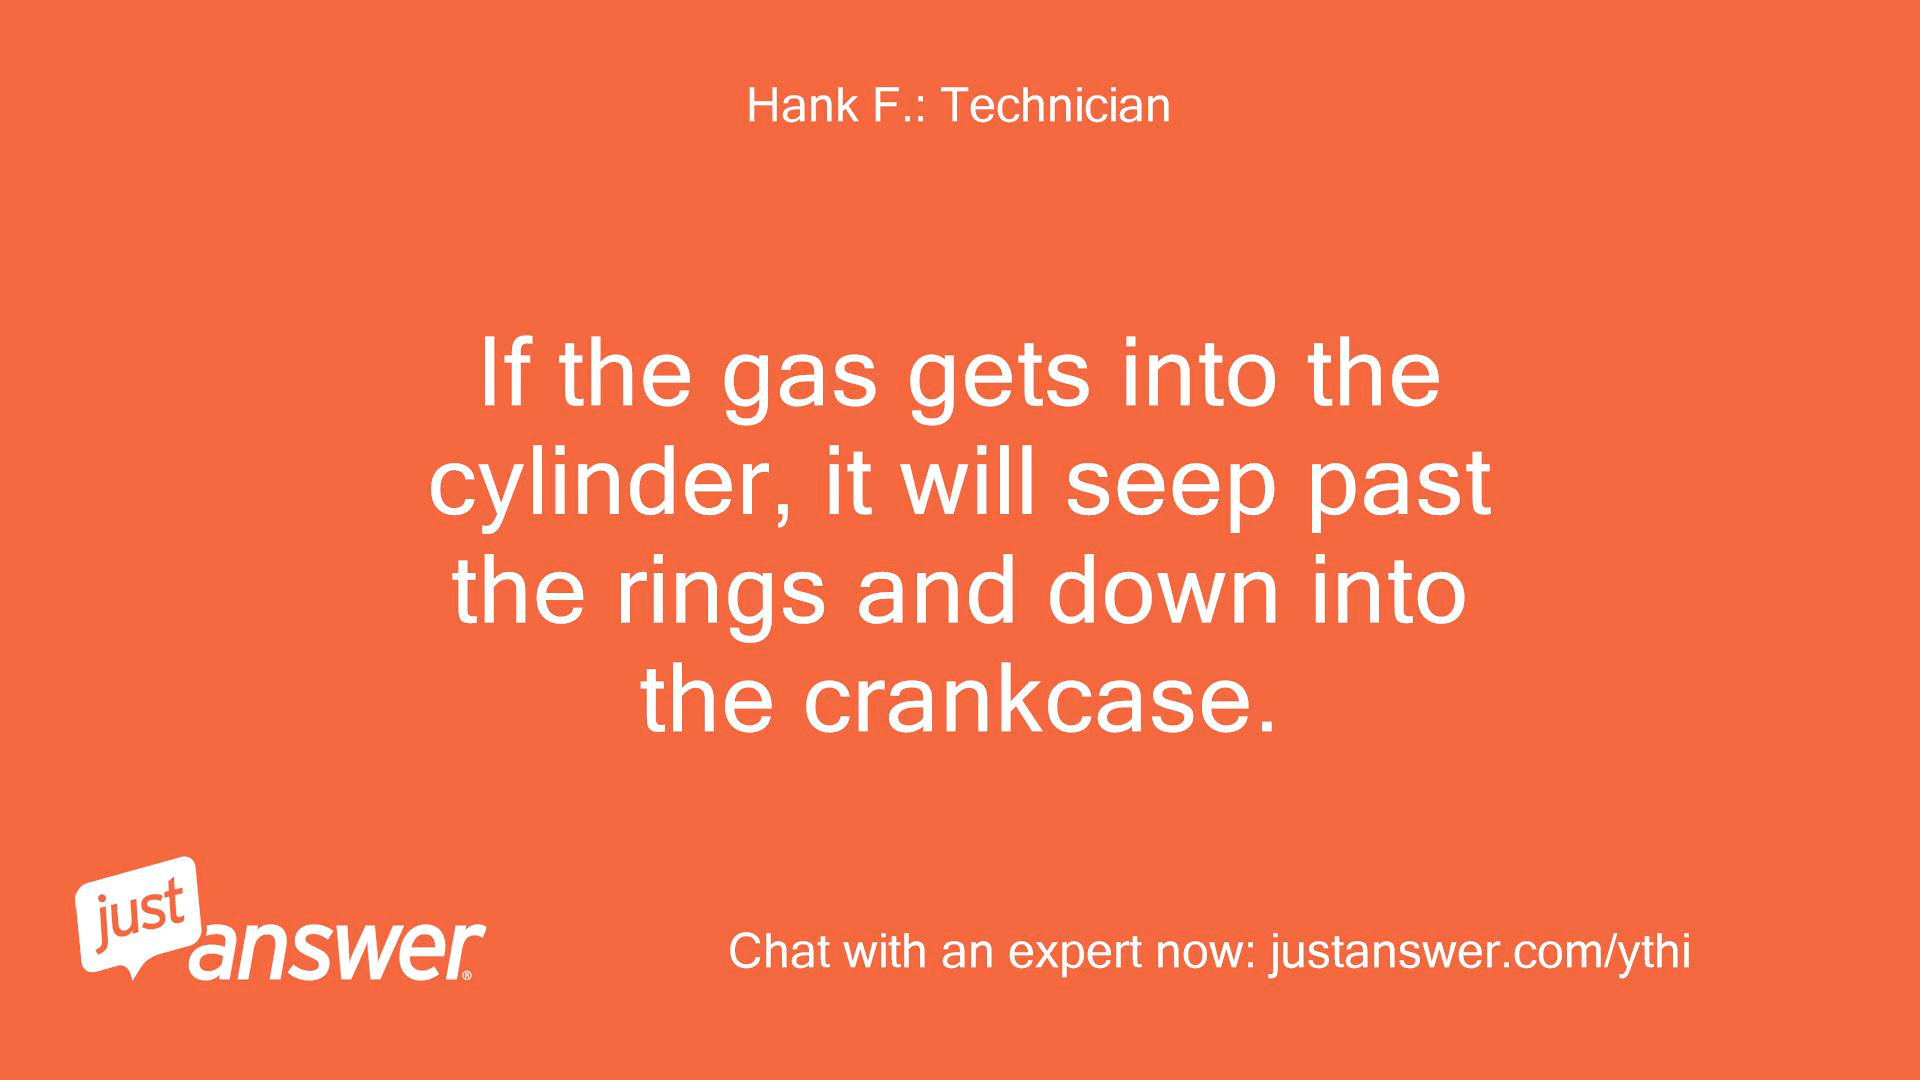 Hank F.: Technician
If the gas gets into the
cylinder, it will seep past
the rings and down into
the crankcase.
just
answer®
Chat with an expert now: justanswer.com/ythi